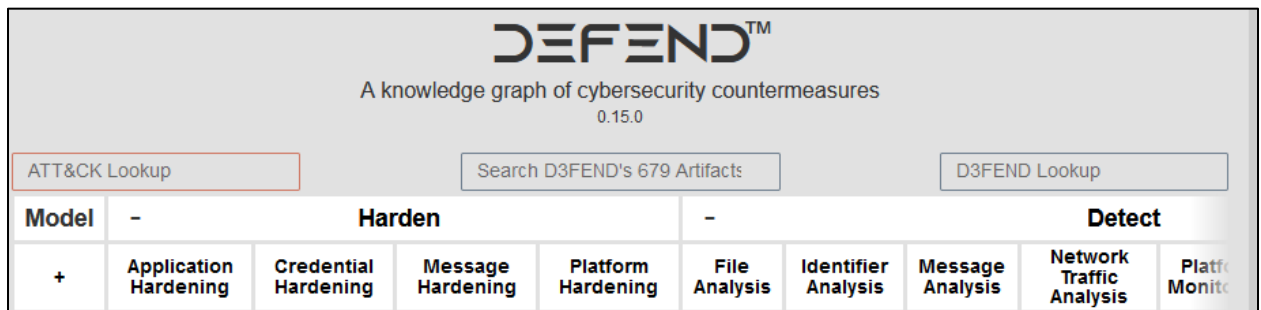 D3FEND™
A knowledge graph of cybersecurity countermeasures
0.15.0
ATT&CK Lookup
Search D3FEND's 679 Artifacts
D3FEND Lookup
Model - Harden - Detect
+
Application
Hardening
Credential
Hardening
Message
Hardening
Platform
Hardening
File
Analysis
Identifier
Analysis
Message
Analysis
Network
Traffic
Analysis